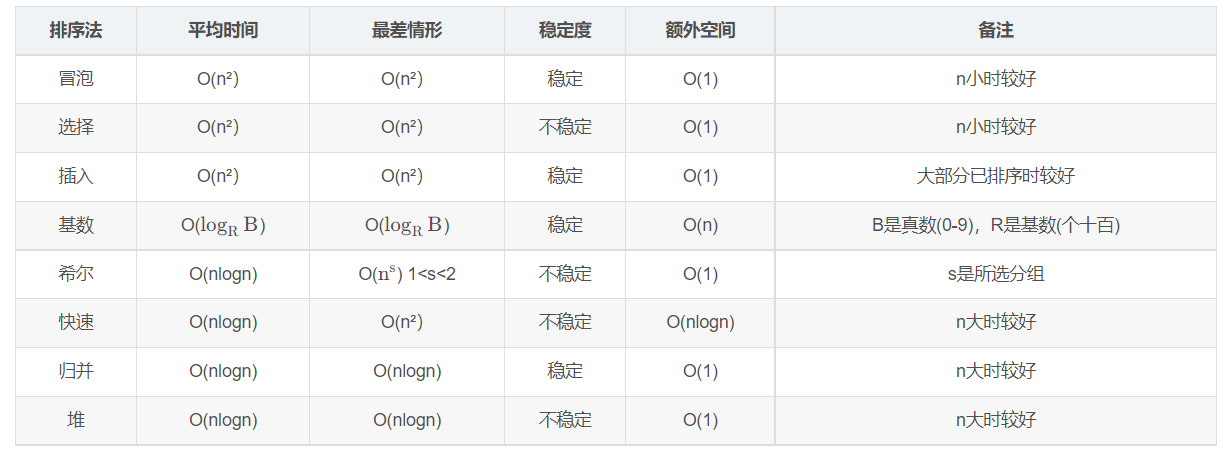 排序法 平均时间 最差情形 稳定度 额外空间 备注
冒泡 O(n²) O(n²) 稳定 O(1) n小时较好
选择 O(n²) O(n²) 不稳定 O(1) n小时较好
插入 O(n²) O(n²) 稳定 O(1) 大部分已排序时较好
基数 O(log_R B) O(log_R B) 稳定 O(n) B是真数(0-9)，R是基数(个十百)
希尔 O(nlogn) O(n^s) 1<s<2 不稳定 O(1) s是所选分组
快速 O(nlogn) O(n²) 不稳定 O(nlogn) n大时较好
归并 O(nlogn) O(nlogn) 稳定 O(1) n大时较好
堆 O(nlogn) O(nlogn) 不稳定 O(1) n大时较好